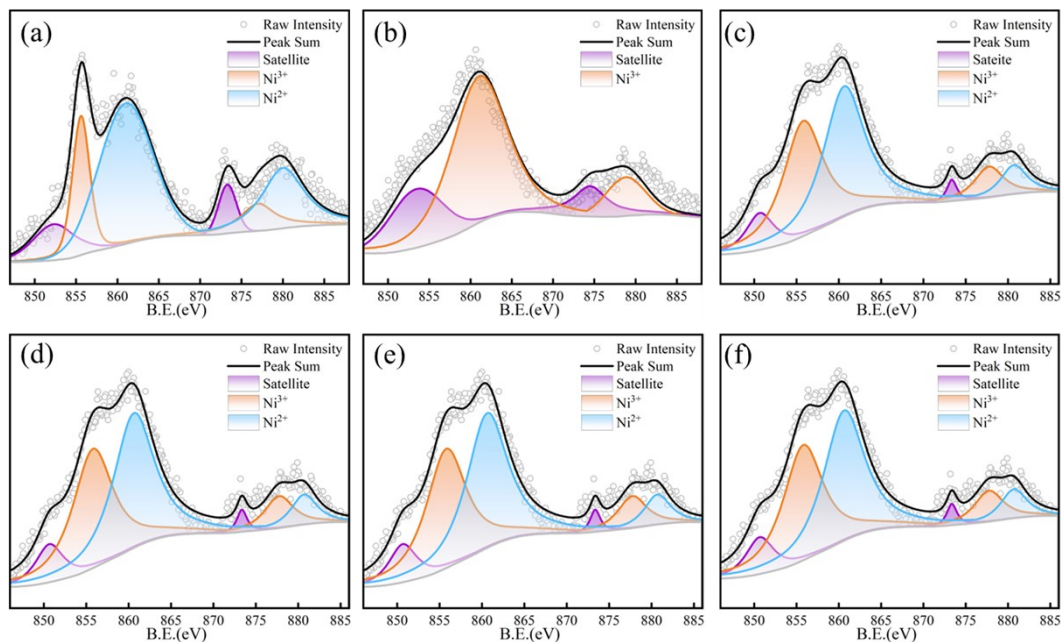 (a)
Raw Intensity
Peak Sum
Satellite
Ni³⁺
Ni²⁺
850 855 860 865 870 875 880 885
B.E.(eV)
(b)
Raw Intensity
Peak Sum
Satellite
Ni³⁺
850 855 860 865 870 875 880 885
B.E.(eV)
(c)
Raw Intensity
Peak Sum
Sateite
Ni³⁺
Ni²⁺
850 855 860 865 870 875 880 885
B.E.(eV)
(d)
Raw Intensity
Peak Sum
Satellite
Ni³⁺
Ni²⁺
850 855 860 865 870 875 880 885
B.E.(eV)
(e)
Raw Intensity
Peak Sum
Satellite
Ni³⁺
Ni²⁺
850 855 860 865 870 875 880 885
B.E.(eV)
(f)
Raw Intensity
Peak Sum
Satellite
Ni³⁺
Ni²⁺
850 855 860 865 870 875 880 885
B.E.(eV)